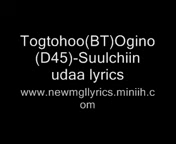 Togtohoo(BT)Ogino
(D45)-Suulchiin
udaa lyrics
www.newmgllyrics.miniih.c
om